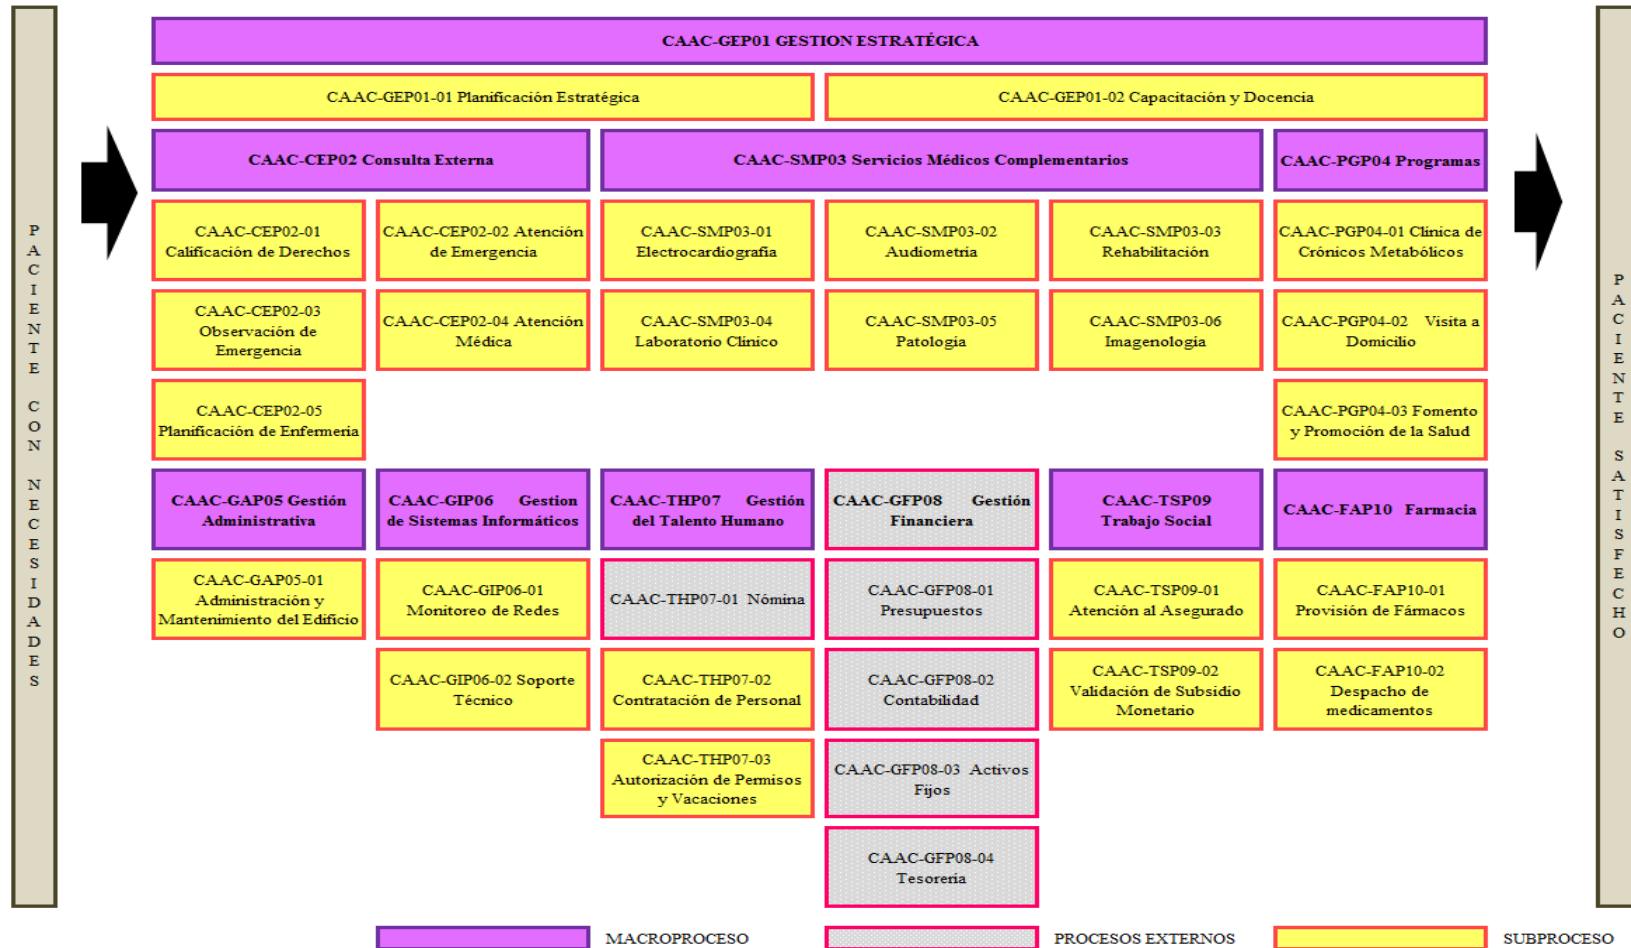 CAAC-GEP01 GESTION ESTRATÉGICA
CAAC-GEP01-01 Planificación Estratégica
CAAC-GEP01-02 Capacitación y Docencia
CAAC-CEP02 Consulta Externa
CAAC-SMP03 Servicios Médicos Complementarios
CAAC-PGP04 Programas
CAAC-CEP02-01
Calificación de Derechos
CAAC-CEP02-02 Atención
de Emergencia
CAAC-SMP03-01
Electrocardiografía
CAAC-SMP03-02
Audiometría
CAAC-SMP03-03
Rehabilitación
CAAC-PGP04-01 Clínica de
Crónicos Metabólicos
CAAC-CEP02-03
Observación de
Emergencia
CAAC-CEP02-04 Atención
Médica
CAAC-SMP03-04
Laboratorio Clínico
CAAC-SMP03-05
Patología
CAAC-SMP03-06
Imagenología
CAAC-PGP04-02 Visita a
Domicilio
CAAC-CEP02-05
Planificación de Enfermería
CAAC-PGP04-03 Fomento
y Promoción de la Salud
CAAC-GAP05 Gestión
Administrativa
CAAC-GIP06 Gestion
de Sistemas Informáticos
CAAC-THP07 Gestión
del Talento Humano
CAAC-GFP08 Gestión
Financiera
CAAC-TSP09
Trabajo Social
CAAC-FAP10 Farmacia
CAAC-GAP05-01
Administración y
Mantenimiento del Edificio
CAAC-GIP06-01
Monitoreo de Redes
CAAC-THP07-01 Nómina
CAAC-GFP08-01
Presupuestos
CAAC-TSP09-01
Atención al Asegurado
CAAC-FAP10-01
Provisión de Fármacos
CAAC-GIP06-02 Soporte
Técnico
CAAC-THP07-02
Contratación de Personal
CAAC-GFP08-02
Contabilidad
CAAC-TSP09-02
Validación de Subsidio
Monetario
CAAC-FAP10-02
Despacho de
medicamentos
CAAC-THP07-03
Autorización de Permisos
y Vacaciones
CAAC-GFP08-03 Activos
Fijos
CAAC-GFP08-04
Tesorería
PACIENTE CON NECESIDADES
PACIENTE SATISFECHO
MACROPROCESO
PROCESOS EXTERNOS
SUBPROCESO